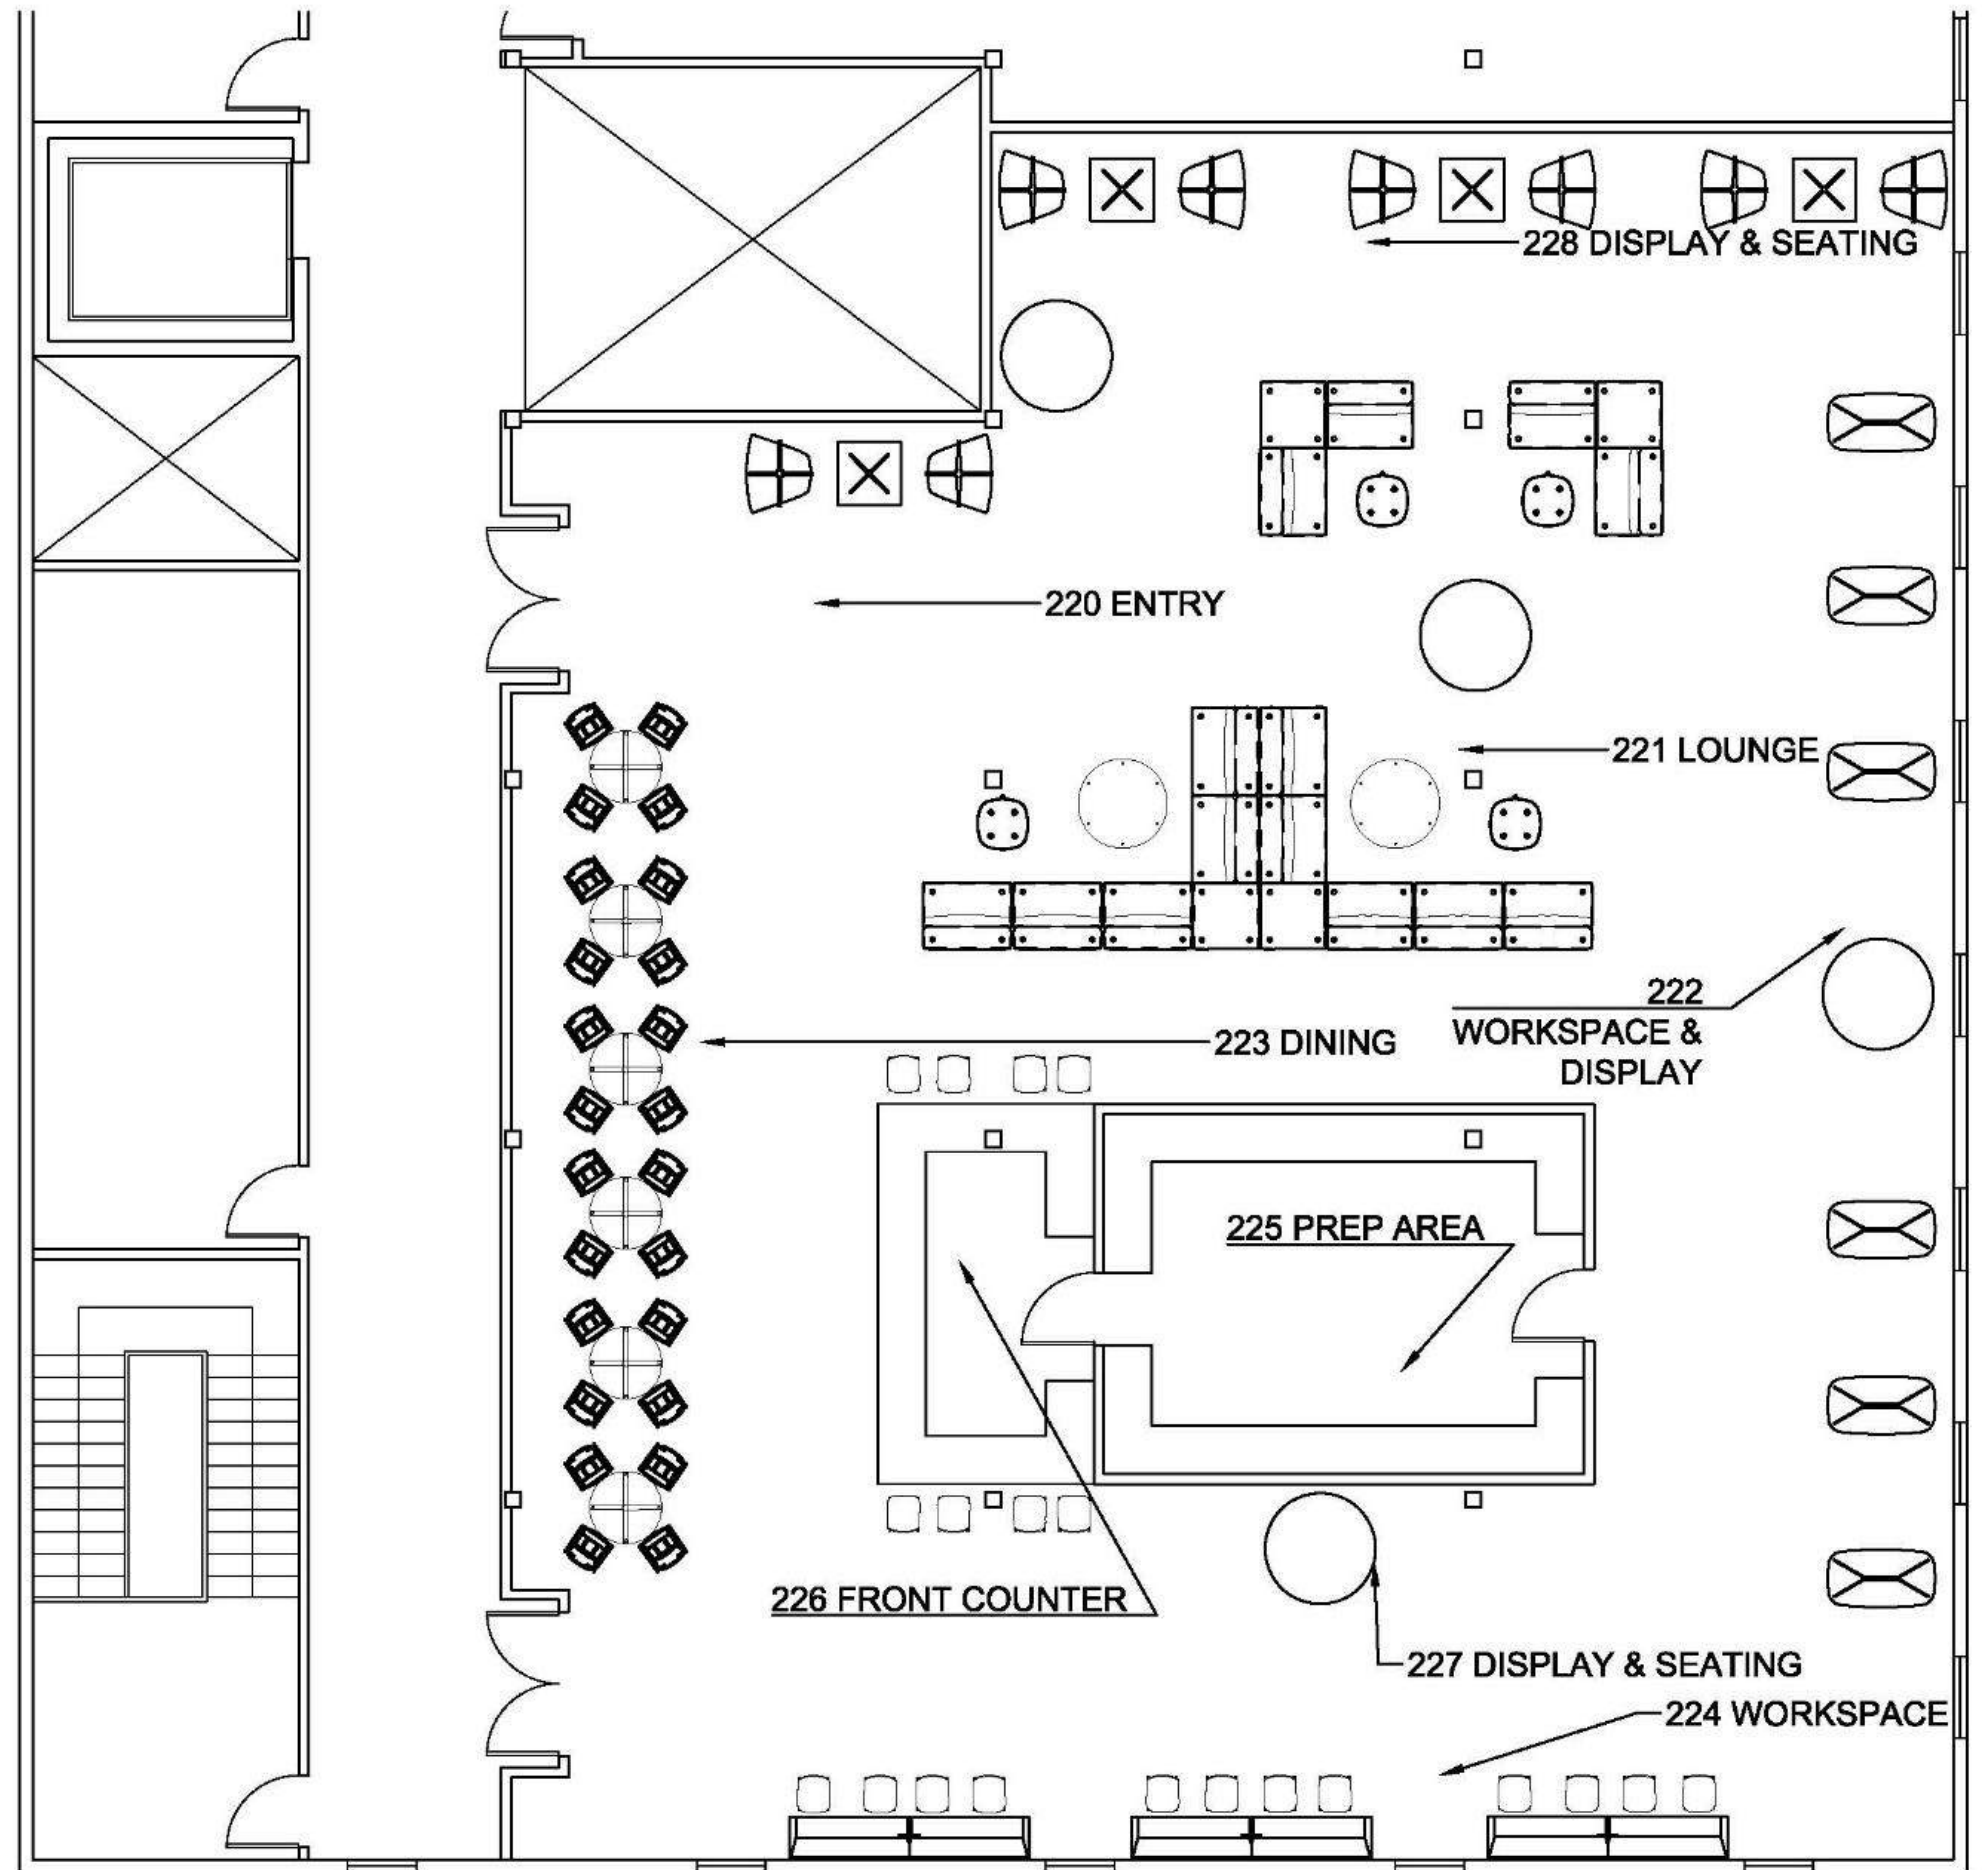 228 DISPLAY & SEATING
220 ENTRY
221 LOUNGE
222
WORKSPACE &
DISPLAY
223 DINING
225 PREP AREA
226 FRONT COUNTER
227 DISPLAY & SEATING
224 WORKSPACE